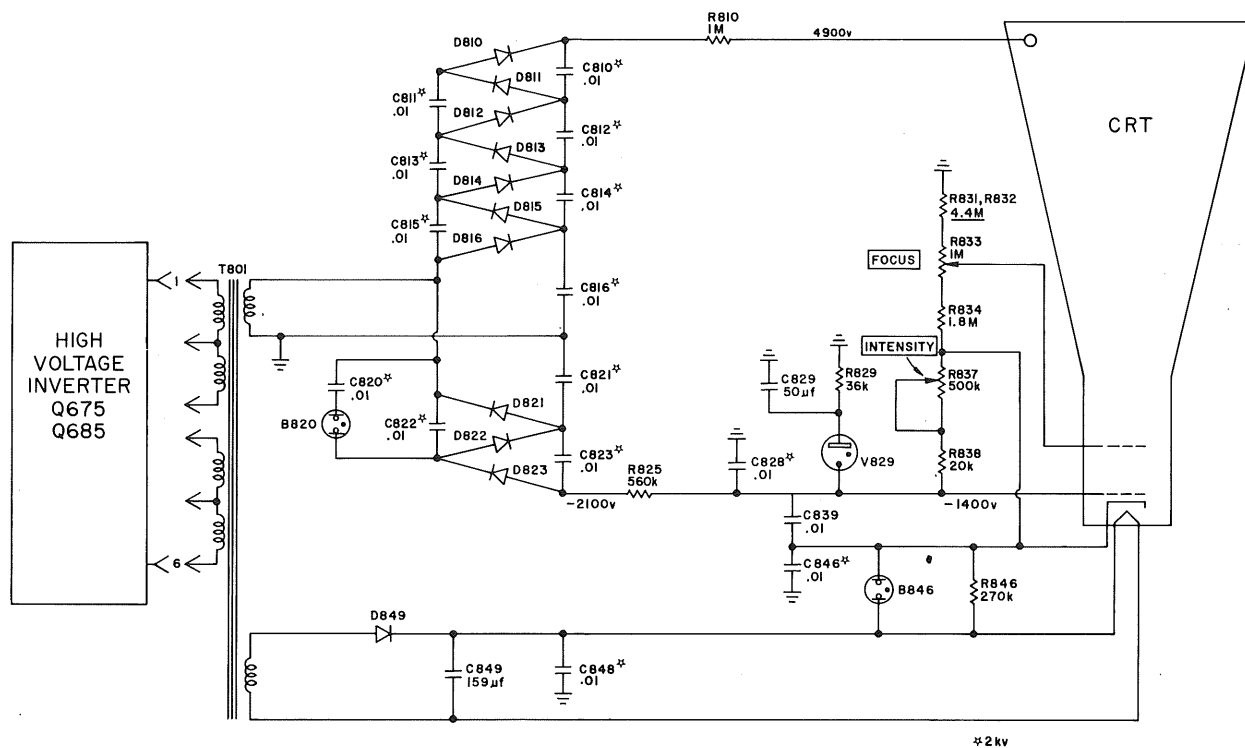 R810
1M
4900v
D810
C810☆
.01
D811
C811☆
.01
D812
C812☆
.01
D813
C813☆
.01
D814
C814☆
.01
D815
C815☆
.01
D816
C816☆
.01
CRT
R831, R832
4.4M
R833
1M
FOCUS
R834
1.8M
INTENSITY
R837
500k
R838
20k
T801
1
6
HIGH
VOLTAGE
INVERTER
Q675
Q685
C820☆
.01
B820
C821☆
.01
D821
C822☆
.01
D822
C823☆
.01
D823
-2100v
R825
560k
C828☆
.01
C829
50µf
R829
36k
V829
-1400v
C839
.01
C846☆
.01
B846
R846
270k
D849
C849
159µf
C848☆
.01
☆2kv